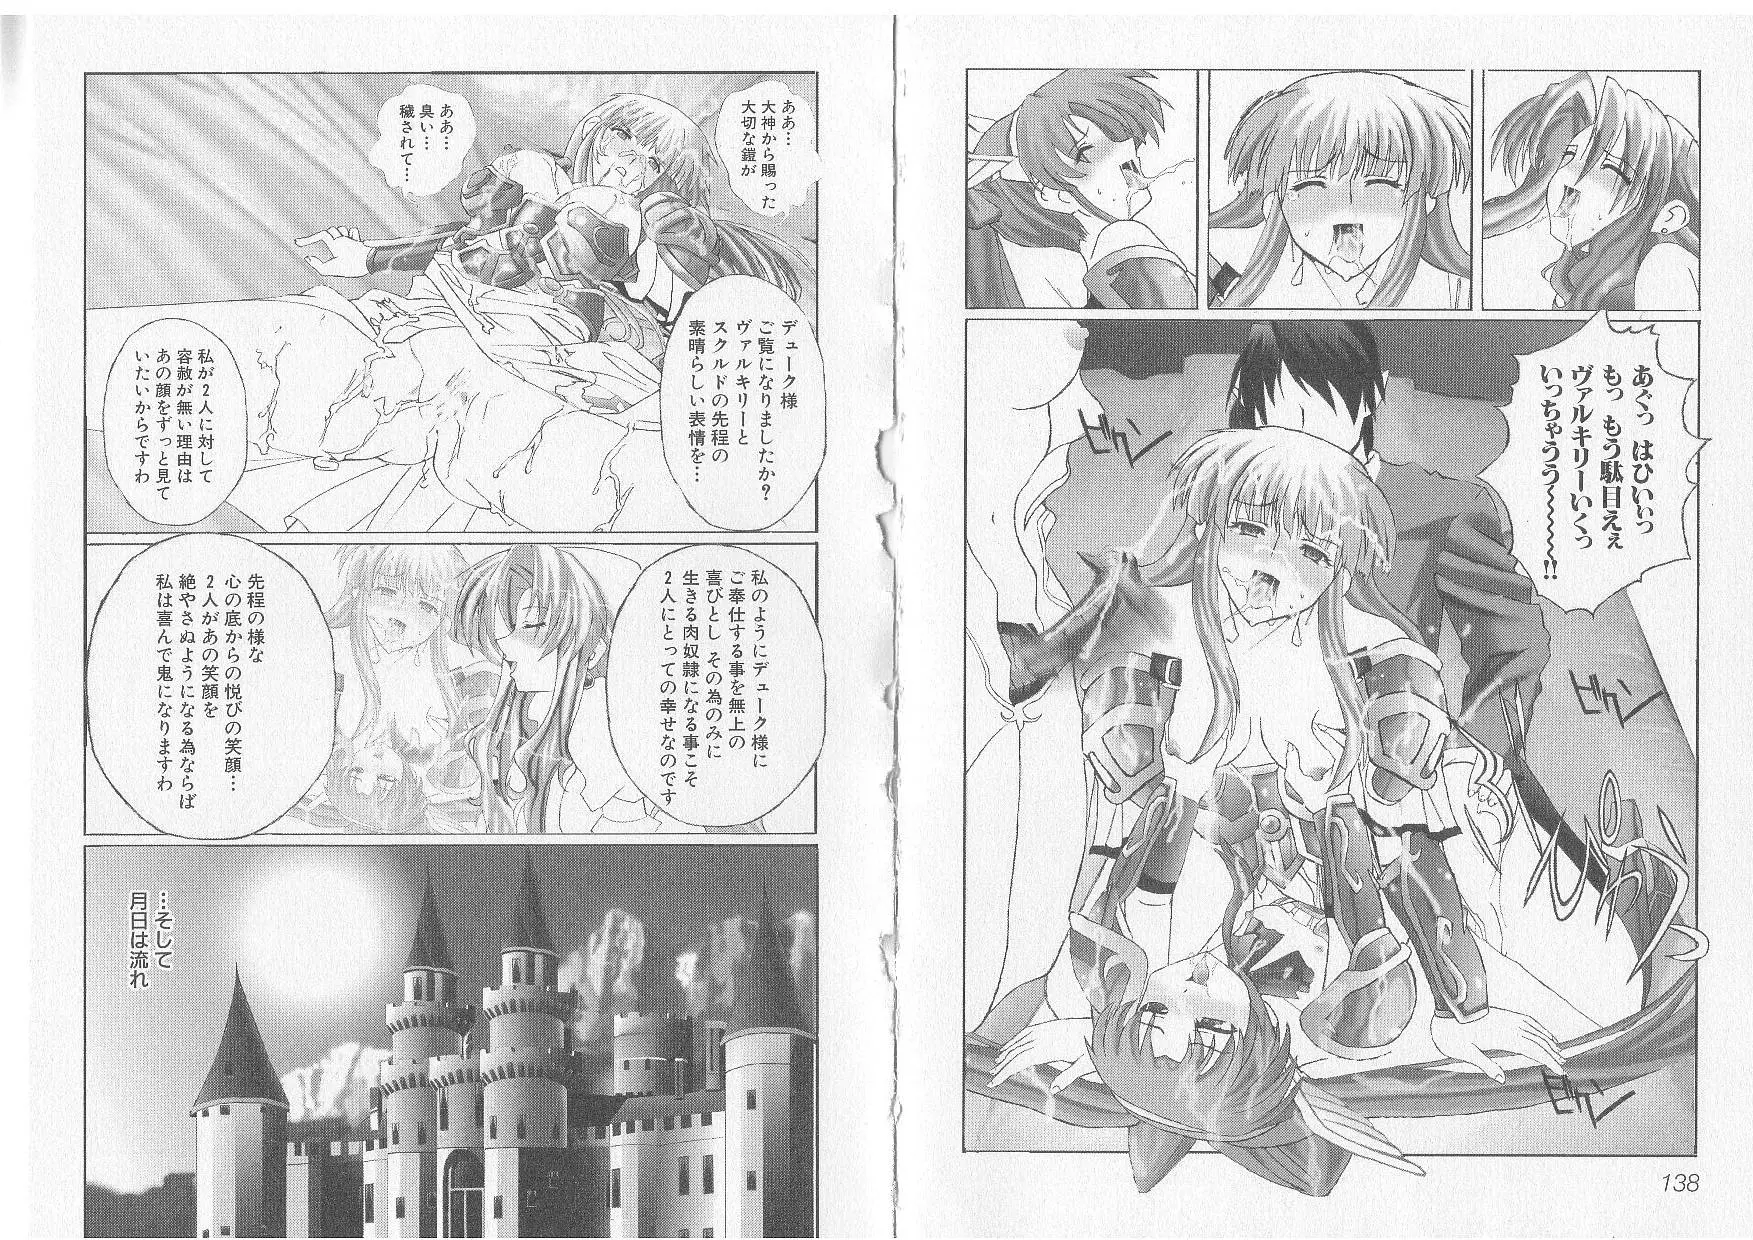 あぐっ はひいぃっ
もっ もう駄目えぇ
ヴァルキリーいくっ
いっちゃうう〜〜〜〜!!
ビクン
ビクン
ビクン
138
ああ…
大神から賜った
大切な鎧が
ああ…
臭い…
穢されて…
デューク様
ご覧になりましたか?
ヴァルキリーと
スクルドの先程の
素晴らしい表情を…
私が2人に対して
容赦が無い理由は
あの顔をずっと見て
いたいからですわ
私のようにデューク様に
ご奉仕する事を無上の
喜びとし その為のみに
生きる肉奴隷になる事こそ
2人にとっての幸せなのです
先程の様な
心の底からの悦びの笑顔…
2人があの笑顔を
絶やさぬようになる為ならば
私は喜んで鬼になりますわ
…そして
月日は流れ